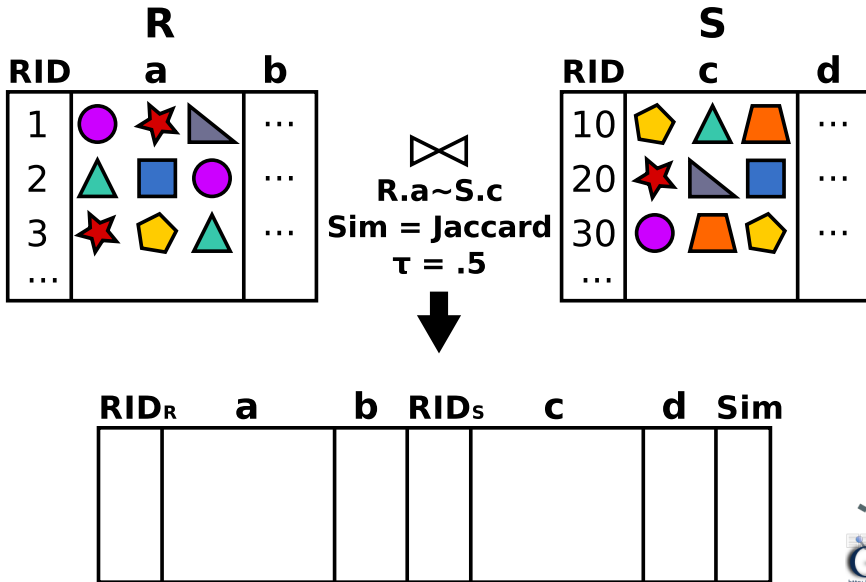 R S
RID a b RID c d
1 ... 10 ...
2 ... 20 ...
3 ... 30 ...
... ...
R.a~S.c
Sim = Jaccard
τ = .5
RIDR a b RIDS c d Sim